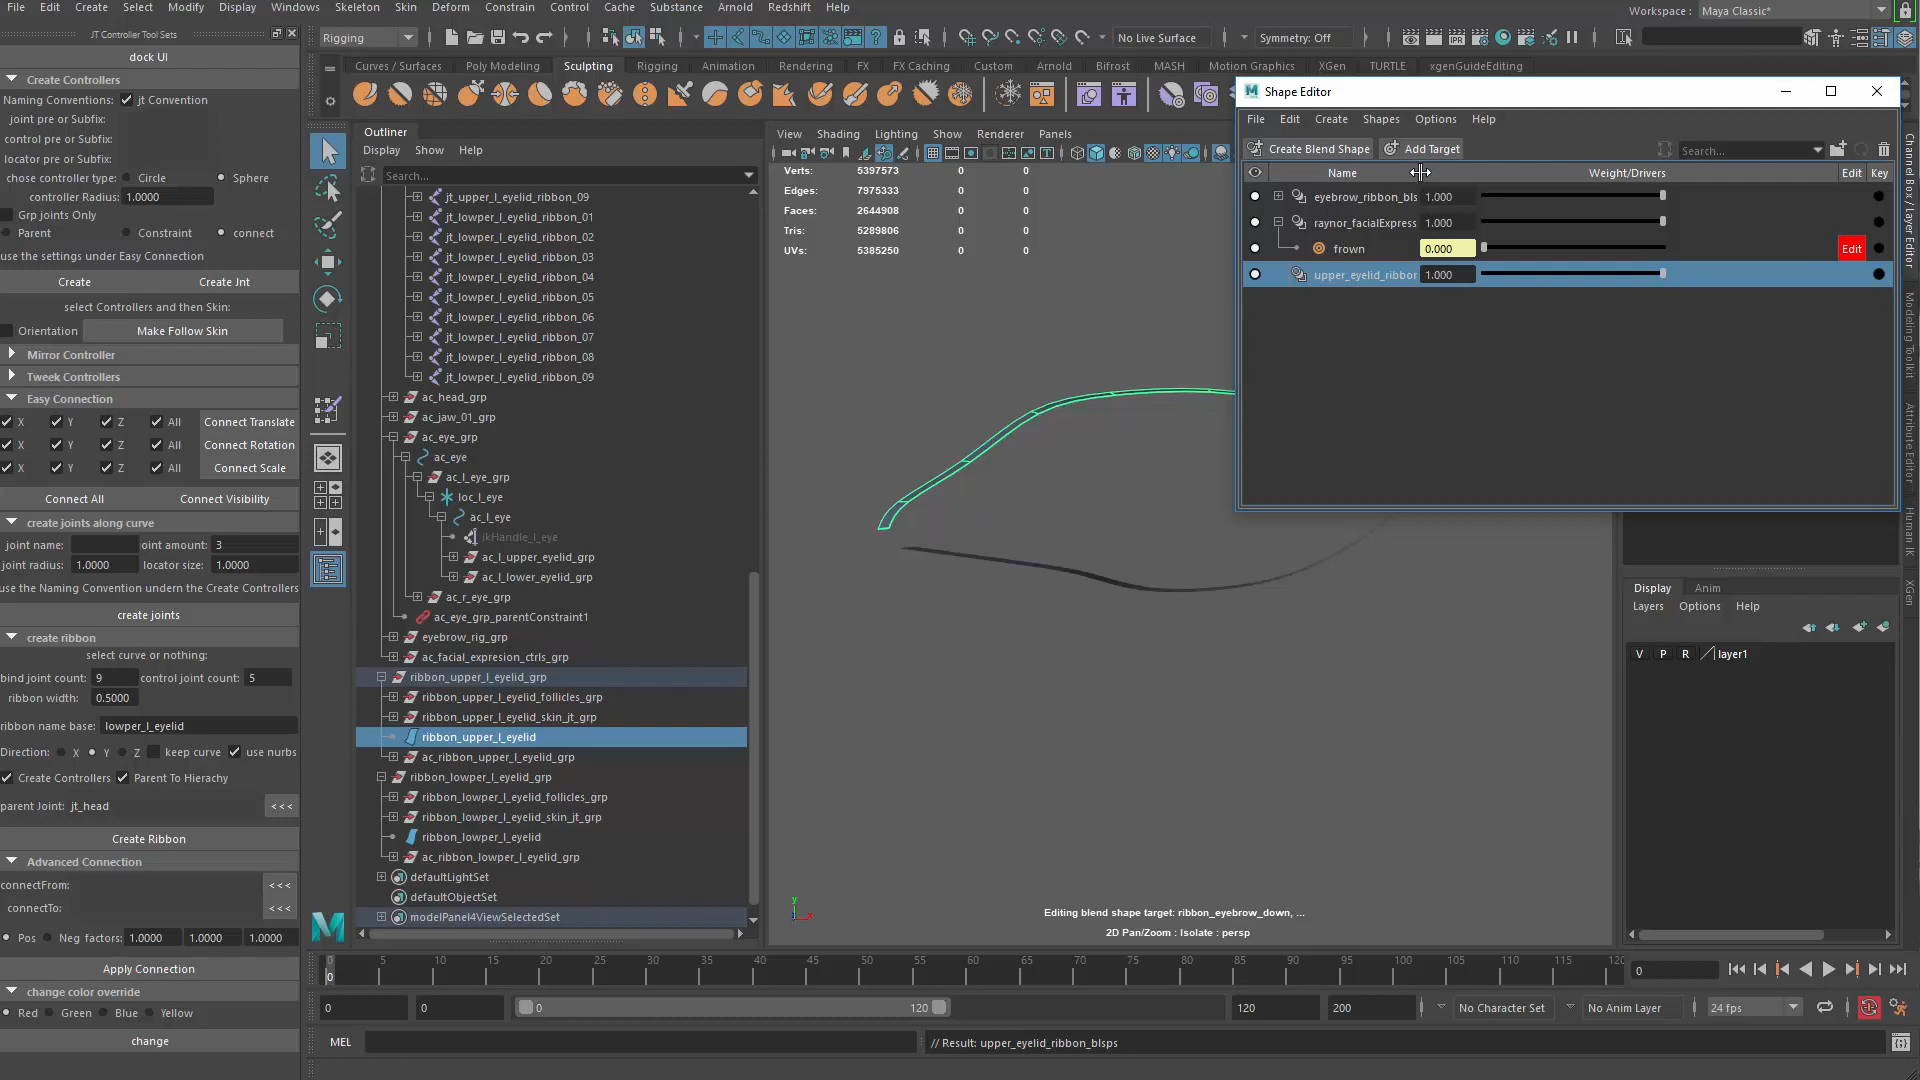 File Edit Create Select Modify Display Windows Skeleton Skin Deform Constrain Control Cache Substance Arnold Redshift Help
Workspace : Maya Classic*
JT Controller Tool Sets
Rigging
No Live Surface
Symmetry: Off
dock UI
Curves / Surfaces Poly Modeling Sculpting Rigging Animation Rendering FX FX Caching Custom Arnold Bifrost MASH Motion Graphics XGen TURTLE xgenGuideEditing
Create Controllers
Naming Conventions: jt Convention
joint pre or Suffix:
control pre or Suffix:
locator pre or Suffix:
chose controller type: Circle Sphere
controller Radius: 1.0000
Grp joints Only
Parent Constraint connect
use the settings under Easy Connection
Create Create Jnt
select Controllers and then Skin:
Orientation Make Follow Skin
Mirror Controller
Tweek Controllers
Easy Connection
X Y Z All Connect Translate
X Y Z All Connect Rotation
X Y Z All Connect Scale
Connect All Connect Visibility
create joints along curve
joint name: oint amount: 3
joint radius: 1.0000 locator size: 1.0000
use the Naming Convention undern the Create Controllers
create joints
create ribbon
select curve or nothing:
bind joint count: 9 control joint count: 5
ribbon width: 0.5000
ribbon name base: lowper_l_eyelid
Direction: X Y Z keep curve use nurbs
Create Controllers Parent To Hierachy
parent Joint: jt_head <<<
Create Ribbon
Advanced Connection
connectFrom: <<<
connectTo: <<<
Pos Neg factors: 1.0000 1.0000 1.0000
Apply Connection
change color override
Red Green Blue Yellow
change
Outliner
Display Show Help
Search...
jt_upper_l_eyelid_ribbon_09
jt_lowper_l_eyelid_ribbon_01
jt_lowper_l_eyelid_ribbon_02
jt_lowper_l_eyelid_ribbon_03
jt_lowper_l_eyelid_ribbon_04
jt_lowper_l_eyelid_ribbon_05
jt_lowper_l_eyelid_ribbon_06
jt_lowper_l_eyelid_ribbon_07
jt_lowper_l_eyelid_ribbon_08
jt_lowper_l_eyelid_ribbon_09
ac_head_grp
ac_jaw_01_grp
ac_eye_grp
ac_eye
ac_l_eye_grp
loc_l_eye
ac_l_eye
ikHandle_l_eye
ac_l_upper_eyelid_grp
ac_l_lower_eyelid_grp
ac_r_eye_grp
ac_eye_grp_parentConstraint1
eyebrow_rig_grp
ac_facial_expresion_ctrls_grp
ribbon_upper_l_eyelid_grp
ribbon_upper_l_eyelid_follicles_grp
ribbon_upper_l_eyelid_skin_jt_grp
ribbon_upper_l_eyelid
ac_ribbon_upper_l_eyelid_grp
ribbon_lowper_l_eyelid_grp
ribbon_lowper_l_eyelid_follicles_grp
ribbon_lowper_l_eyelid_skin_jt_grp
ribbon_lowper_l_eyelid
ac_ribbon_lowper_l_eyelid_grp
defaultLightSet
defaultObjectSet
modelPanel4ViewSelectedSet
View Shading Lighting Show Renderer Panels
Verts: 5397573 0 0
Edges: 7975333 0 0
Faces: 2644908 0 0
Tris: 5289806 0 0
UVs: 5385250 0 0
Editing blend shape target: ribbon_eyebrow_down, ...
2D Pan/Zoom : Isolate : persp
Shape Editor
File Edit Create Shapes Options Help
Create Blend Shape Add Target Search...
Name Weight/Drivers Edit Key
eyebrow_ribbon_bls 1.000
raynor_facialExpress 1.000
frown 0.000 Edit
upper_eyelid_ribbor 1.000
Channel Box / Layer Editor
Modeling Toolkit
Attribute Editor
Human IK
XGen
Display Anim
Layers Options Help
V P R layer1
0 5 10 15 20 25 30 35 40 45 50 55 60 65 70 75 80 85 90 95 100 105 110 115 120
0
0
0 0 0 120 120 200 No Character Set No Anim Layer 24 fps
MEL // Result: upper_eyelid_ribbon_blsps